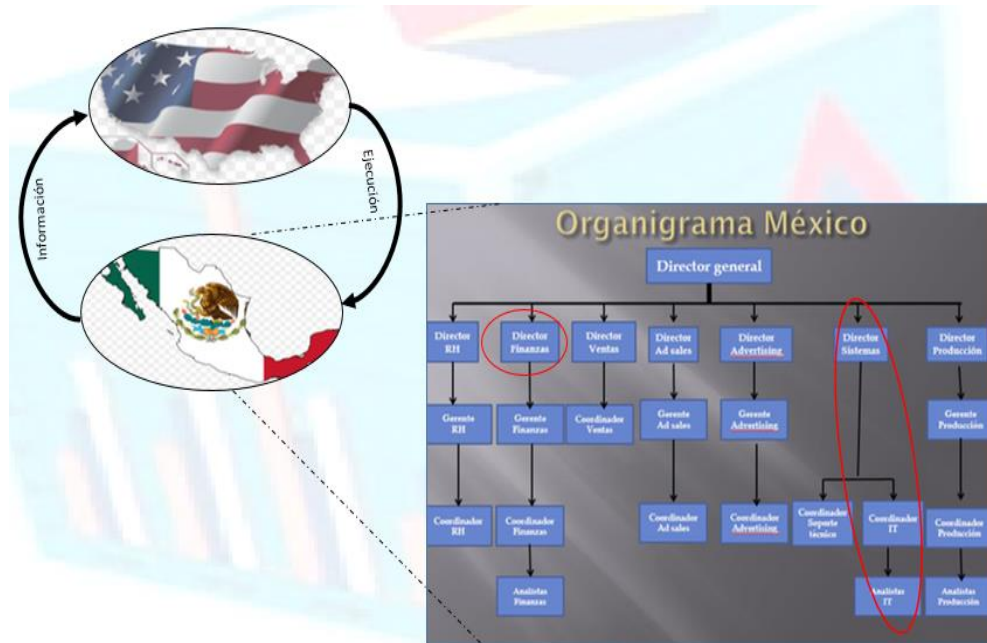 Información
Ejecución
Organigrama México
Director general
Director
RH
Director
Finanzas
Director
Ventas
Director
Ad sales
Director
Advertising
Director
Sistemas
Director
Producción
Gerente
RH
Gerente
Finanzas
Coordinador
Ventas
Gerente
Ad sales
Gerente
Advertising
Gerente
Producción
Coordinador
RH
Coordinador
Finanzas
Coordinador
Ad sales
Coordinador
Advertising
Coordinador
Soporte
técnico
Coordinador
IT
Coordinador
Producción
Analistas
Finanzas
Analistas
IT
Analistas
Producción